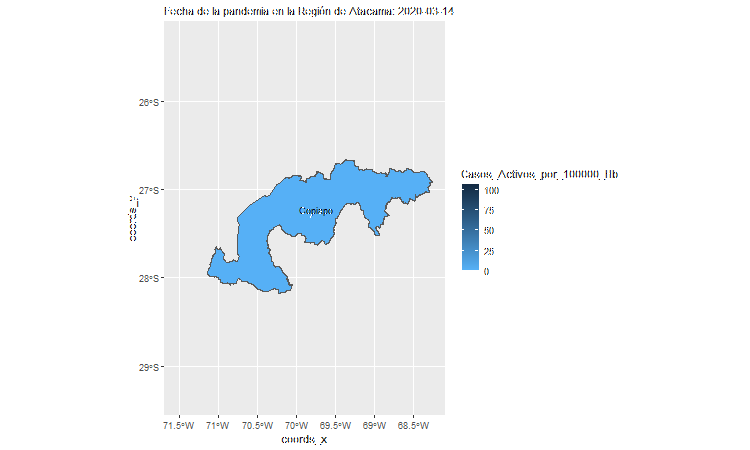 Fecha de la pandemia en la Región de Atacama: 2020-03-14
26°S
27°S
28°S
29°S
coords_y
Copiapo
71.5°W
71°W
70.5°W
70°W
69.5°W
69°W
68.5°W
coords_x
Casos_Activos_por_100000_Hb
100
75
50
25
0